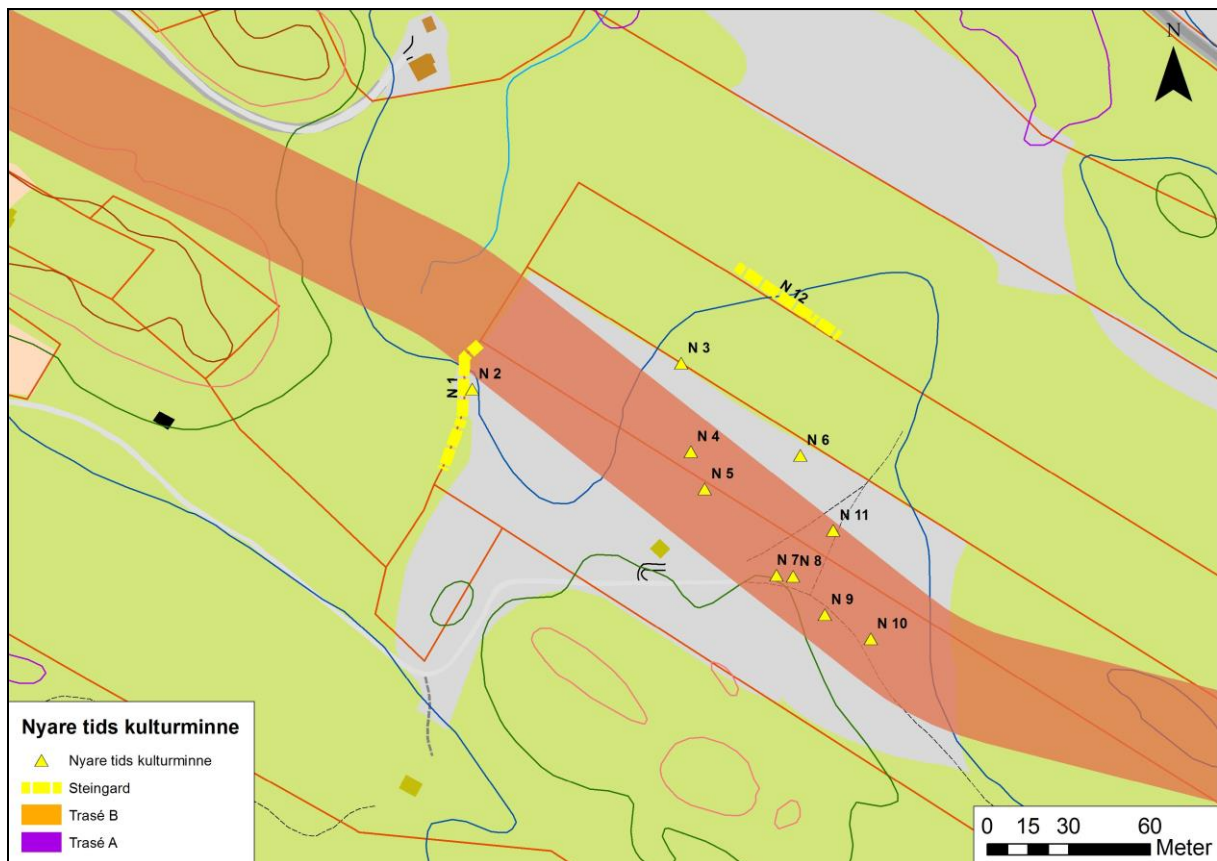 N
N 12
N 3
N 1
N 2
N 4
N 6
N 5
N 11
N 7
N 8
N 9
N 10
Nyare tids kulturminne
Nyare tids kulturminne
Steingard
Trasé B
Trasé A
0 15 30 60
Meter